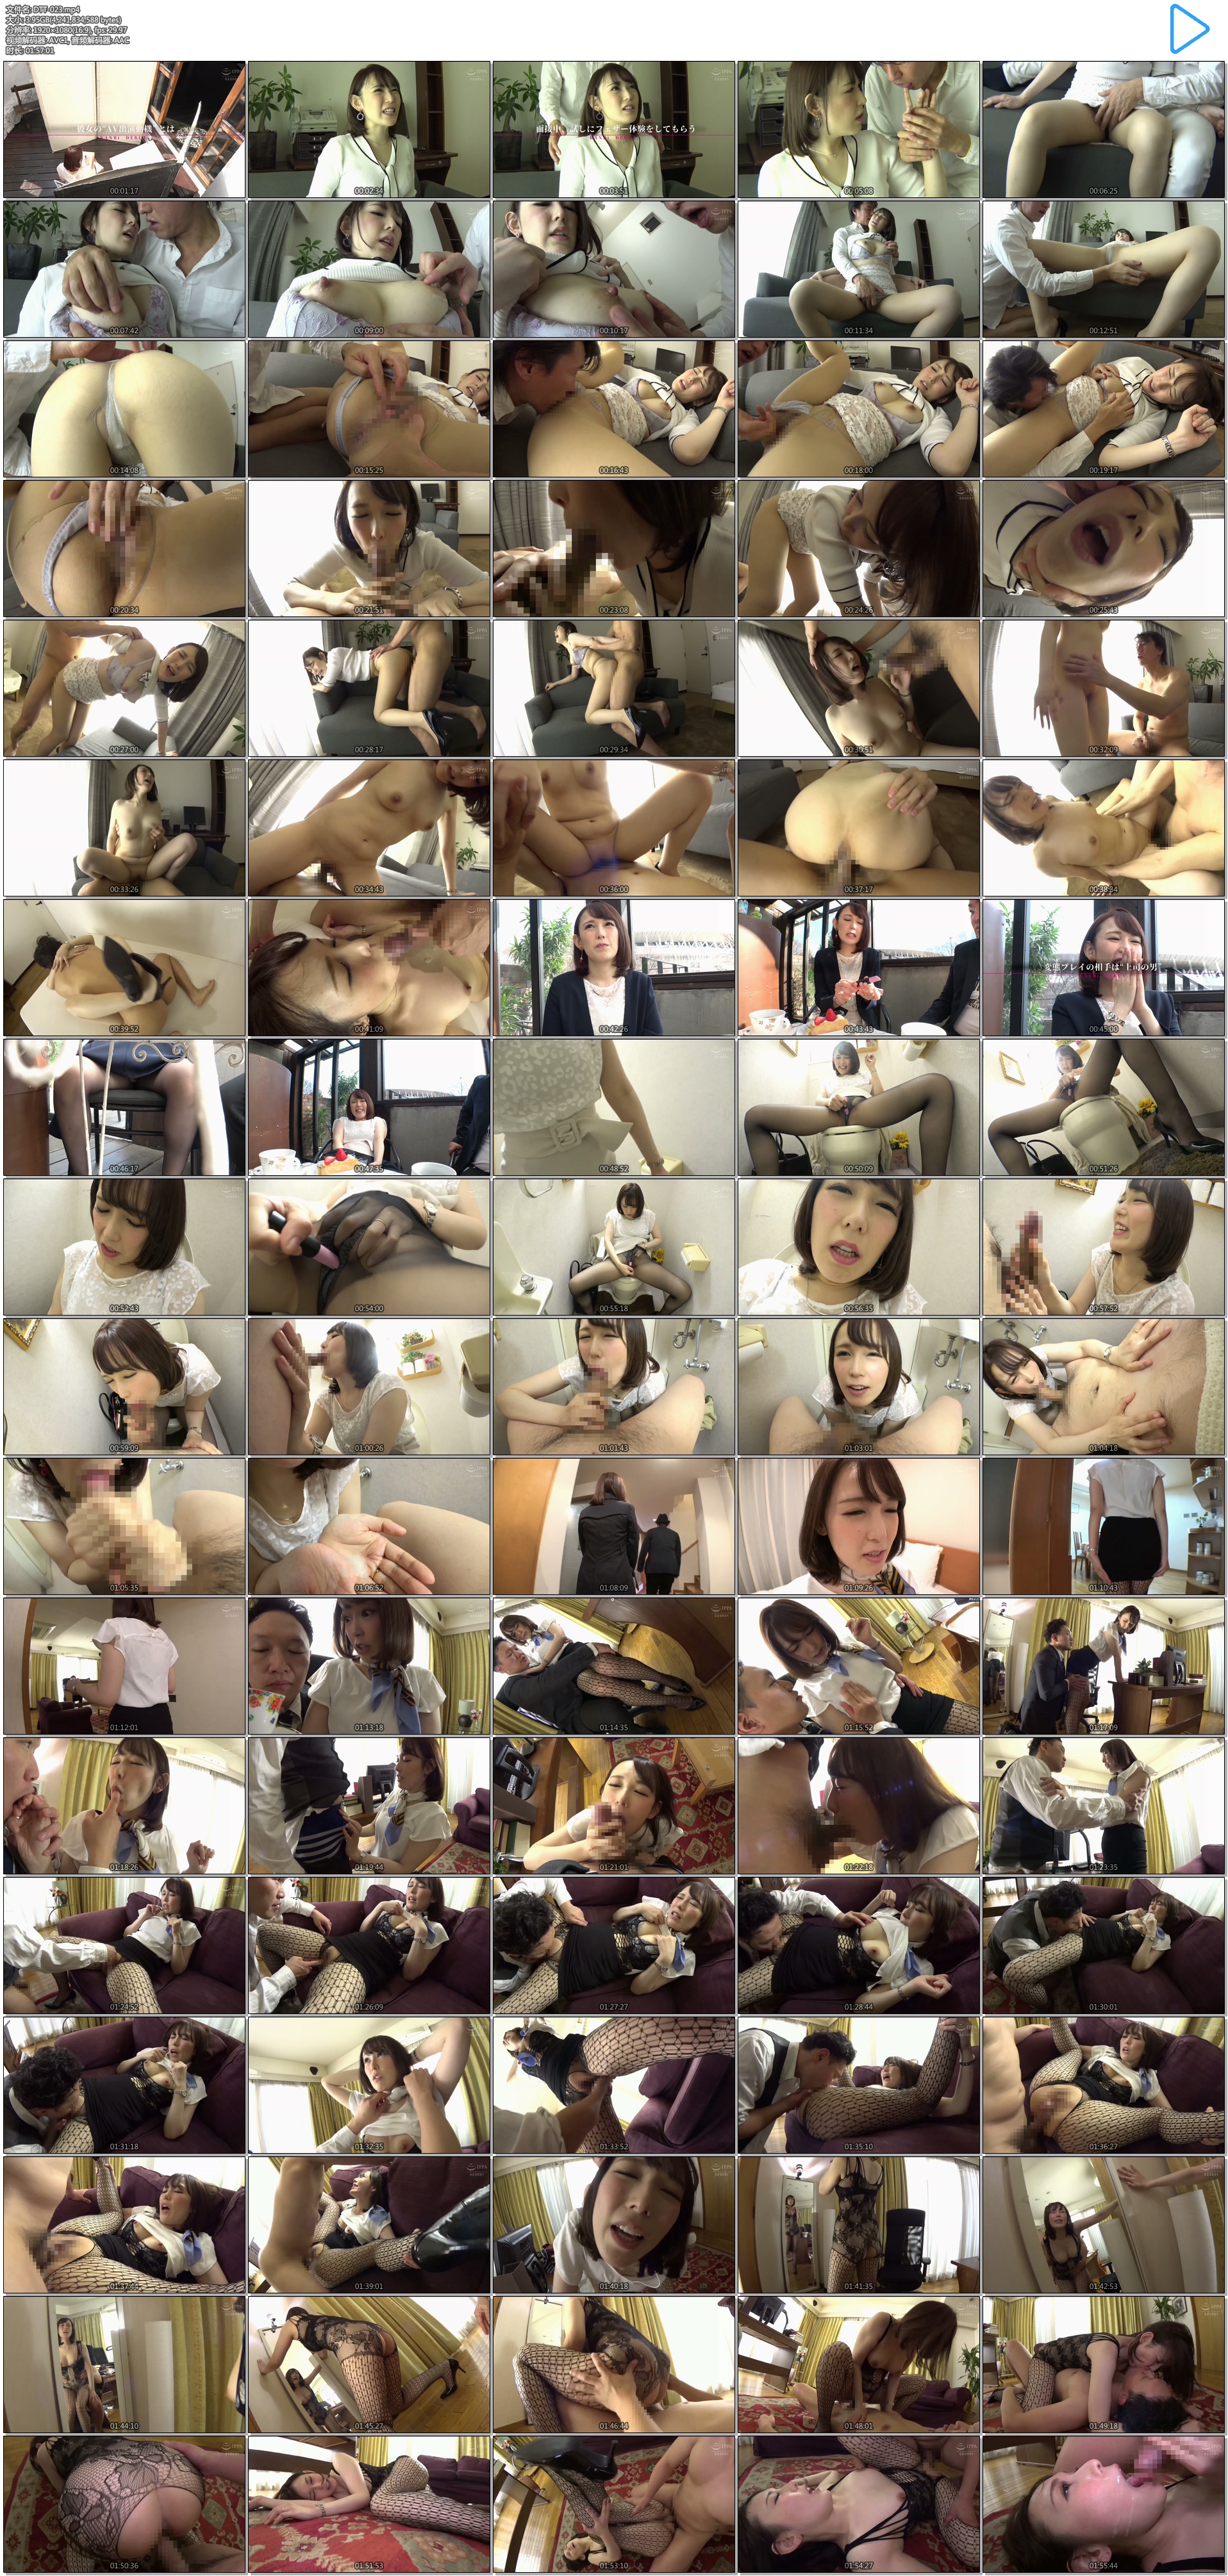 文件名: DTT-023.mp4
大小: 3.95GB(4,241,834,588 bytes)
分辨率: 1920×1080(16:9), fps: 29.97
视频解码器: AVC1, 音频解码器: AAC
时长: 01:57:01
彼女の“AV出演動機”とは
面接中、試しにフェザー体験をしてもらう
00:01:17 00:02:34 00:03:51 00:05:08 00:06:25
00:07:42 00:09:00 00:10:17 00:11:34 00:12:51
00:14:08 00:15:25 00:16:43 00:18:00 00:19:17
00:20:34 00:21:51 00:23:08 00:24:26 00:25:43
00:27:00 00:28:17 00:29:34 00:30:51 00:32:09
00:33:26 00:34:43 00:36:00 00:37:17 00:38:34
変態プレイの相手は“上司の男”
00:39:52 00:41:09 00:42:26 00:43:43 00:45:00
00:46:17 00:47:35 00:48:52 00:50:09 00:51:26
00:52:43 00:54:00 00:55:18 00:56:35 00:57:52
00:59:09 01:00:26 01:01:43 01:03:01 01:04:18
01:05:35 01:06:52 01:08:09 01:09:26 01:10:43
01:12:01 01:13:18 01:14:35 01:15:52 01:17:09
01:18:26 01:19:44 01:21:01 01:22:18 01:23:35
01:24:52 01:26:09 01:27:27 01:28:44 01:30:01
01:31:18 01:32:35 01:33:52 01:35:10 01:36:27
01:37:44 01:39:01 01:40:18 01:41:35 01:42:53
01:44:10 01:45:27 01:46:44 01:48:01 01:49:18
01:50:36 01:51:53 01:53:10 01:54:27 01:55:44